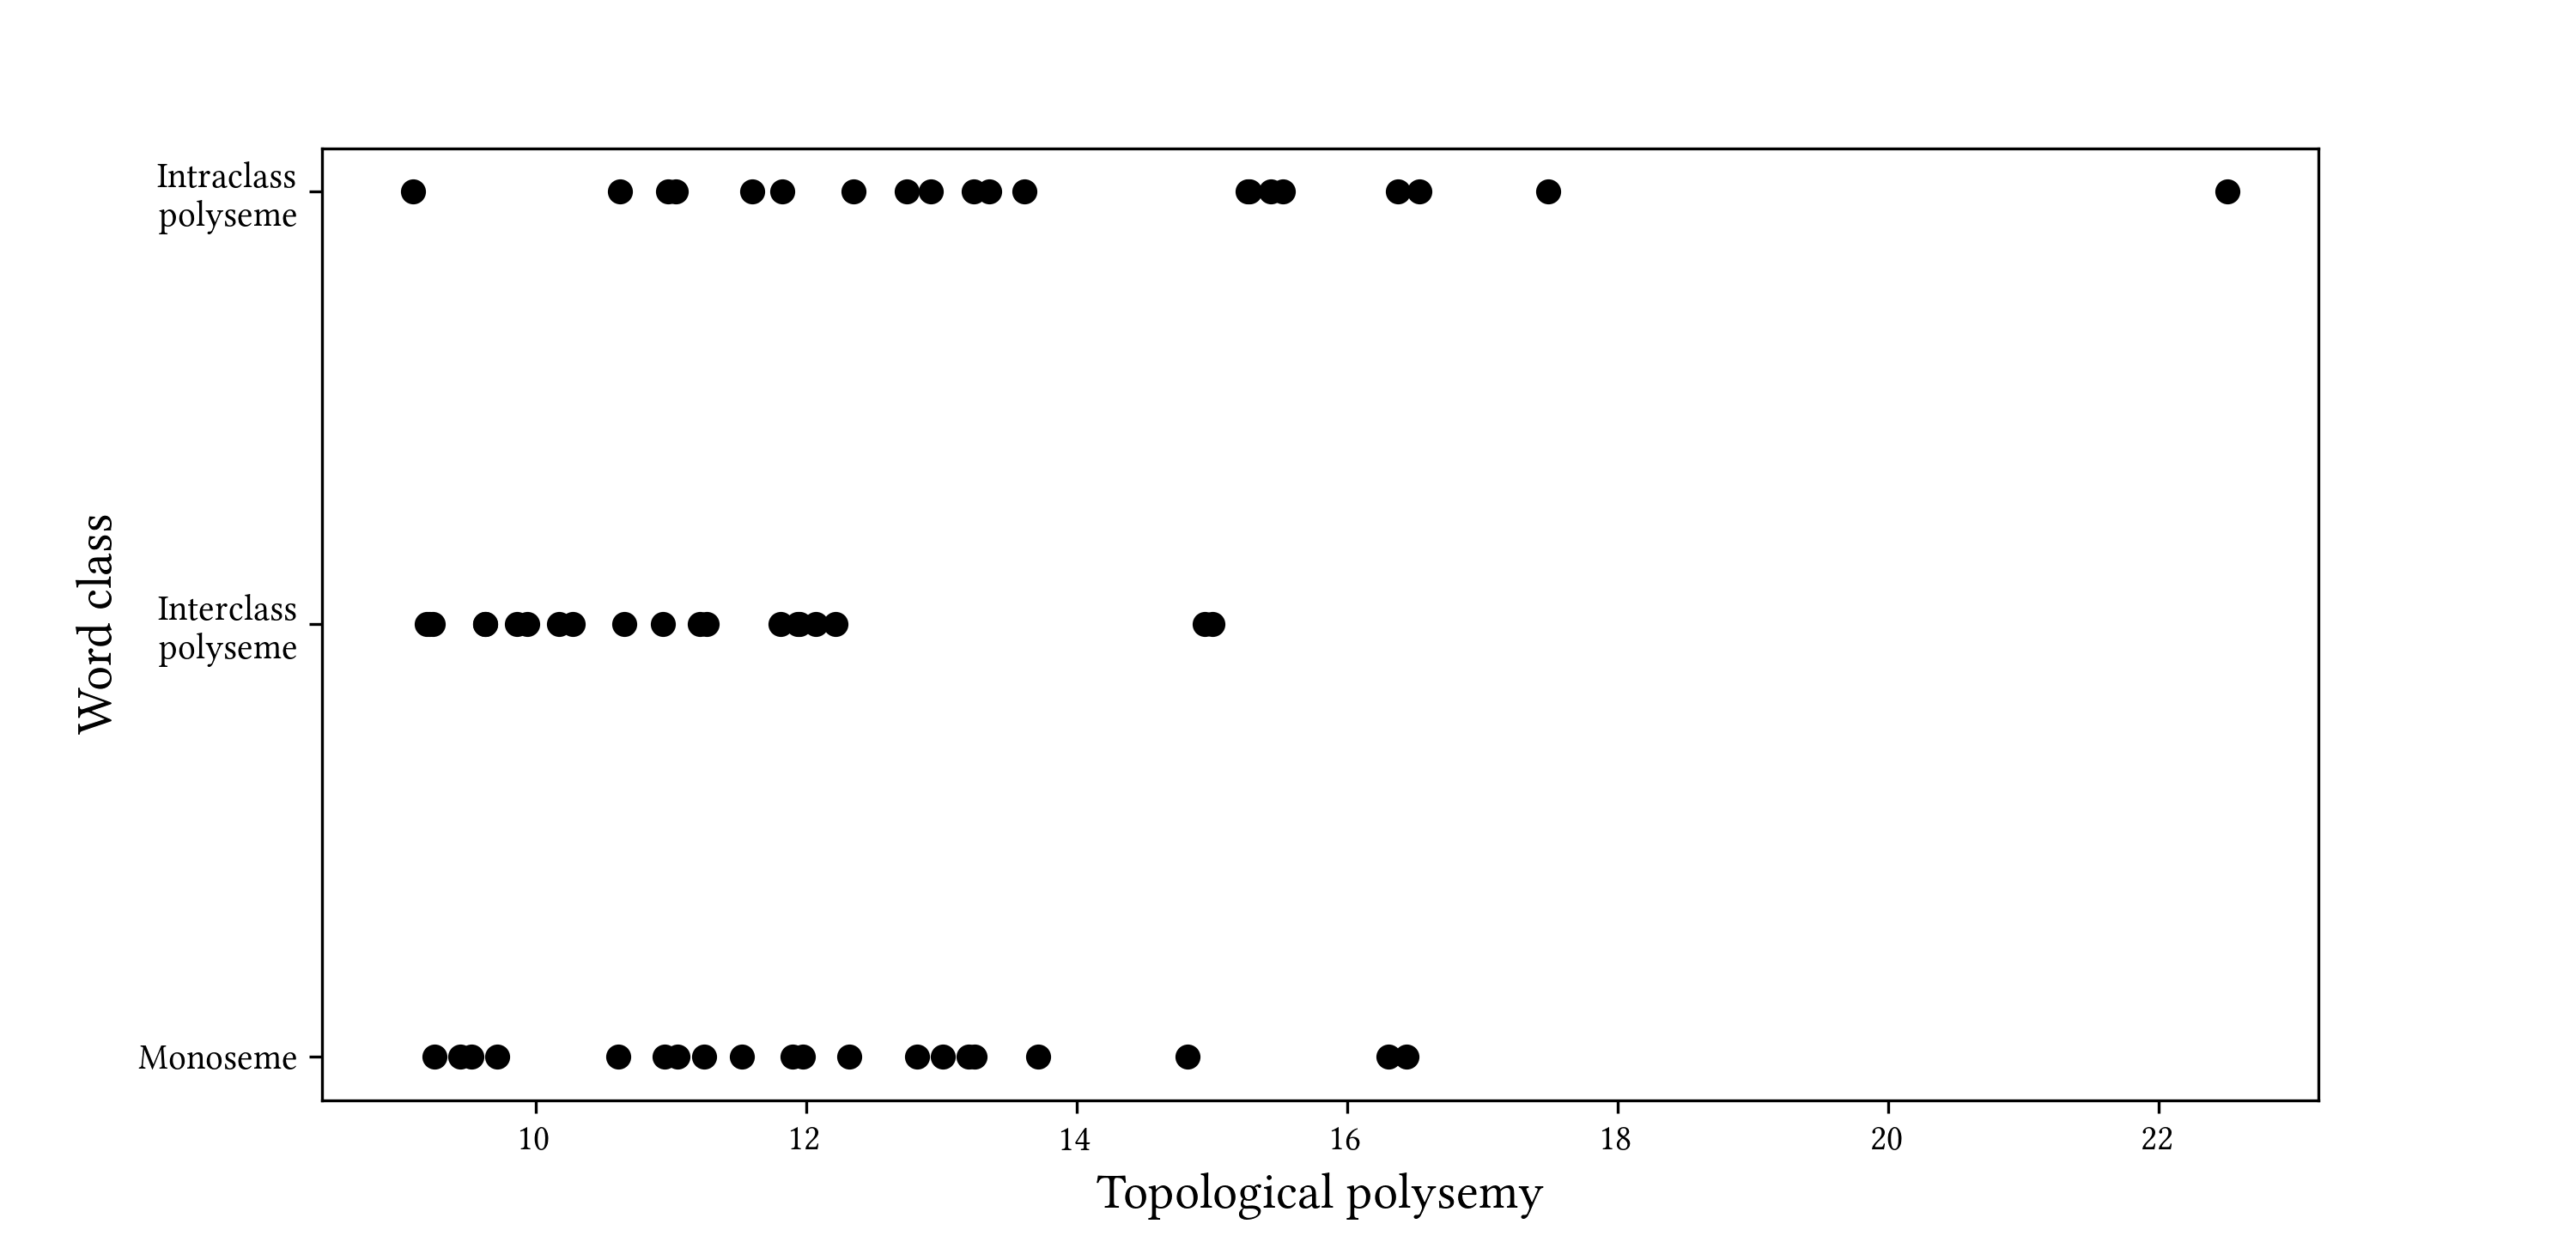 Intraclass
polyseme
Word class
Interclass
polyseme
Monoseme
10 12 14 16 18 20 22
Topological polysemy